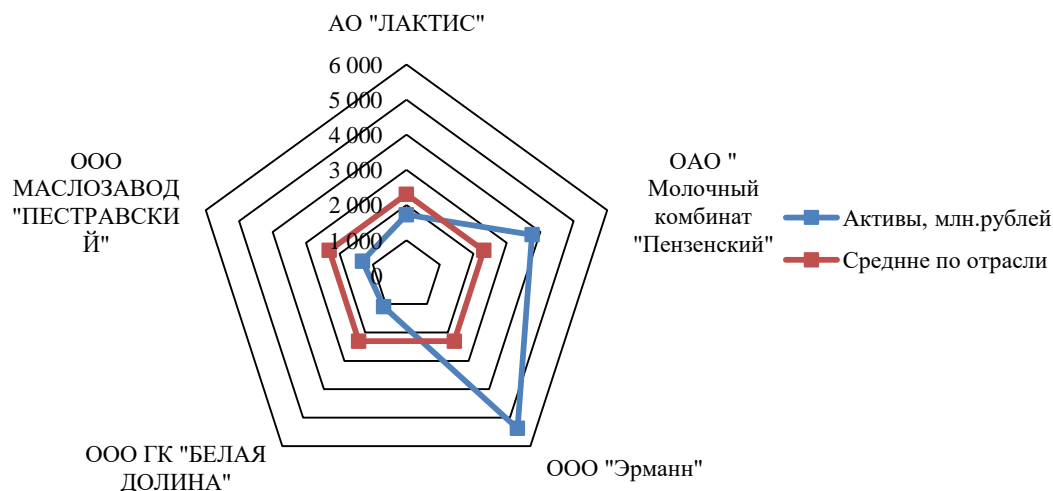 АО "ЛАКТИС"
6 000
5 000
4 000
3 000
2 000
1 000
0
ОАО "
Молочный
комбинат
"Пензенский"
ООО "Эрманн"
ООО ГК "БЕЛАЯ
ДОЛИНА"
ООО
МАСЛОЗАВОД
"ПЕСТРАВСКИ
Й"
Активы, млн.рублей
Среднне по отрасли